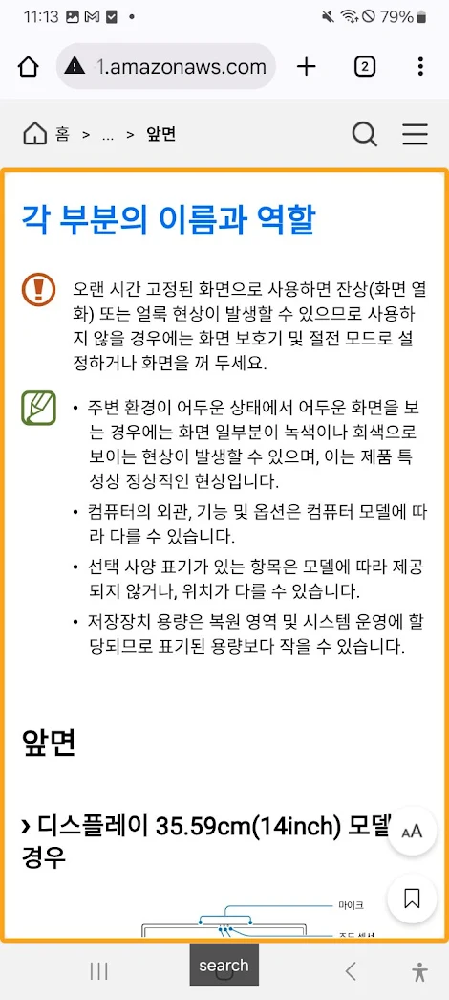 11:13
79%
1.amazonaws.com
2
홈 > ... > 앞면
각 부분의 이름과 역할
오랜 시간 고정된 화면으로 사용하면 잔상(화면 열
화) 또는 얼룩 현상이 발생할 수 있으므로 사용하
지 않을 경우에는 화면 보호기 및 절전 모드로 설
정하거나 화면을 꺼 두세요.
• 주변 환경이 어두운 상태에서 어두운 화면을 보
는 경우에는 화면 일부분이 녹색이나 회색으로
보이는 현상이 발생할 수 있으며, 이는 제품 특
성상 정상적인 현상입니다.
• 컴퓨터의 외관, 기능 및 옵션은 컴퓨터 모델에 따
라 다를 수 있습니다.
• 선택 사양 표기가 있는 항목은 모델에 따라 제공
되지 않거나, 위치가 다를 수 있습니다.
• 저장장치 용량은 복원 영역 및 시스템 운영에 할
당되므로 표기된 용량보다 작을 수 있습니다.
앞면
› 디스플레이 35.59cm(14inch) 모델
경우
AA
마이크
search